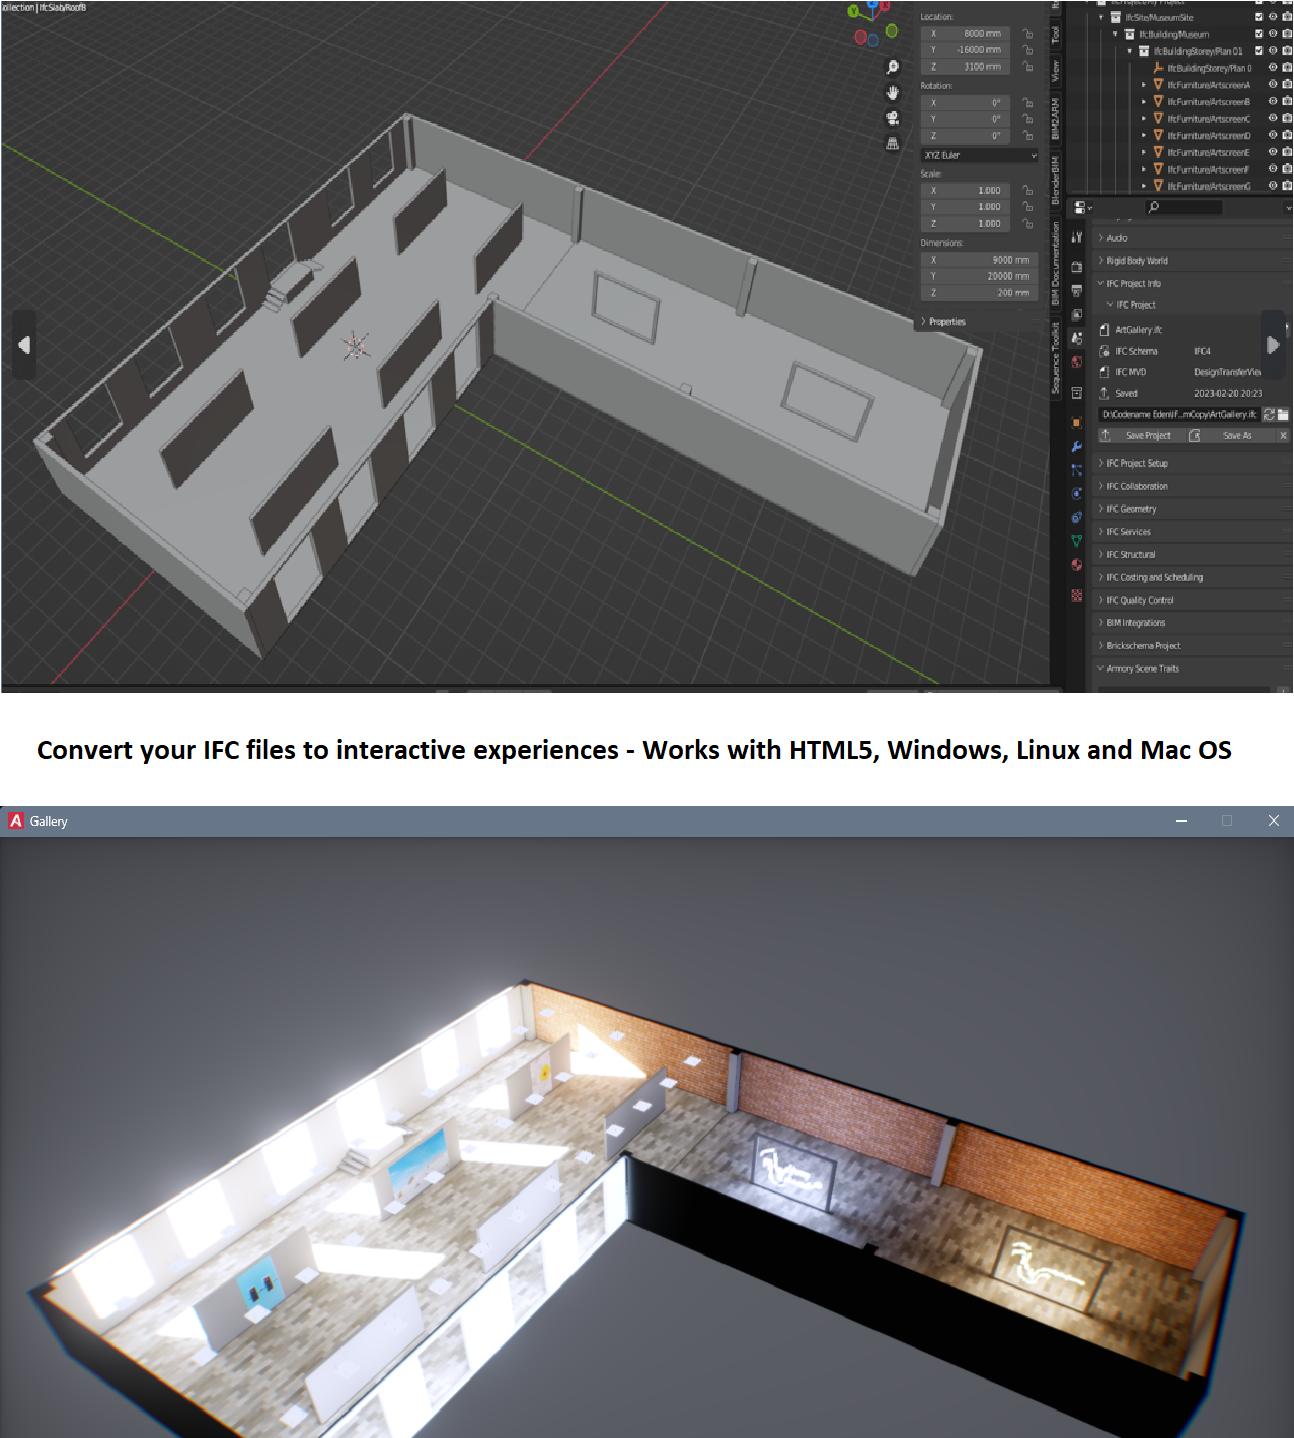 ollection | IfcSlab/RoofB
Location:
X 8000 mm
Y -16000 mm
Z 3100 mm
Rotation:
X 0°
Y 0°
Z 0°
XYZ Euler
Scale:
X 1.000
Y 1.000
Z 1.000
Dimensions:
X 9000 mm
Y 20000 mm
Z 200 mm
Properties
Tool
View
BIM2ARM
BlenderBIM
BIM Documentation
Sequence Toolkit
IfcSite/MuseumSite
IfcBuilding/Museum
IfcBuildingStorey/Plan 01
IfcBuildingStorey/Plan 0
IfcFurniture/ArtscreenA
IfcFurniture/ArtscreenB
IfcFurniture/ArtscreenC
IfcFurniture/ArtscreenD
IfcFurniture/ArtscreenE
IfcFurniture/ArtscreenF
IfcFurniture/ArtscreenG
Audio
Rigid Body World
IFC Project Info
IFC Project
ArtGallery.ifc
IFC Schema IFC4
IFC MVD DesignTransferView
Saved 2023-02-20 20:23
D:\Codename Eden\IF...mCopy\ArtGallery.ifc
Save Project Save As
IFC Project Setup
IFC Collaboration
IFC Geometry
IFC Services
IFC Structural
IFC Costing and Scheduling
IFC Quality Control
BIM Integrations
Brickschema Project
Armory Scene Traits
Convert your IFC files to interactive experiences - Works with HTML5, Windows, Linux and Mac OS
A Gallery